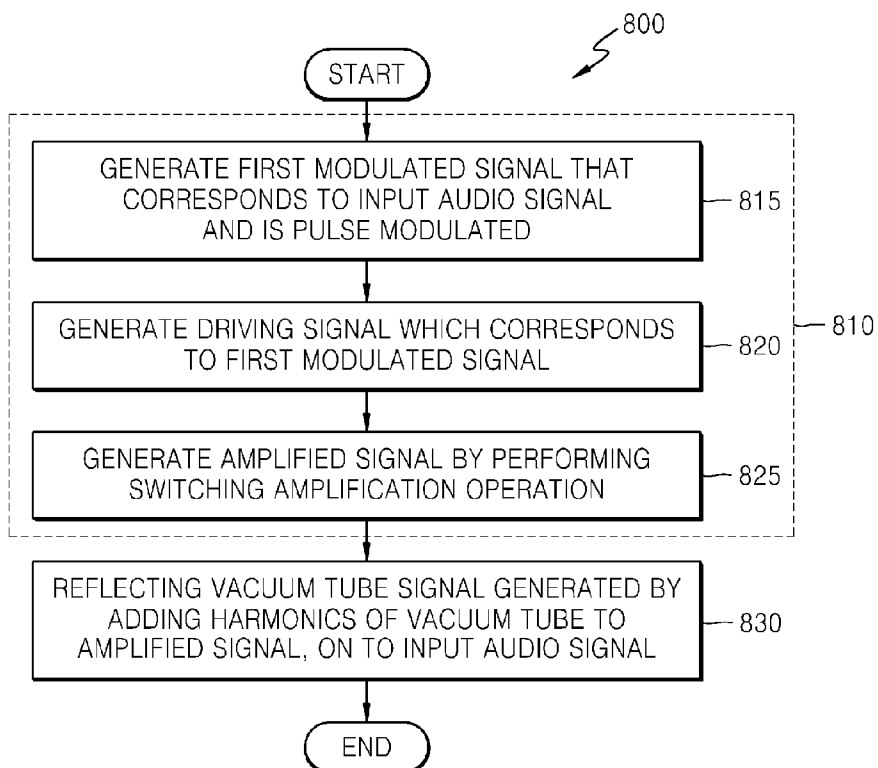 800
START
GENERATE FIRST MODULATED SIGNAL THAT
CORRESPONDS TO INPUT AUDIO SIGNAL
AND IS PULSE MODULATED
815
GENERATE DRIVING SIGNAL WHICH CORRESPONDS
TO FIRST MODULATED SIGNAL
820
810
GENERATE AMPLIFIED SIGNAL BY PERFORMING
SWITCHING AMPLIFICATION OPERATION
825
REFLECTING VACUUM TUBE SIGNAL GENERATED BY
ADDING HARMONICS OF VACUUM TUBE TO
AMPLIFIED SIGNAL, ON TO INPUT AUDIO SIGNAL
830
END